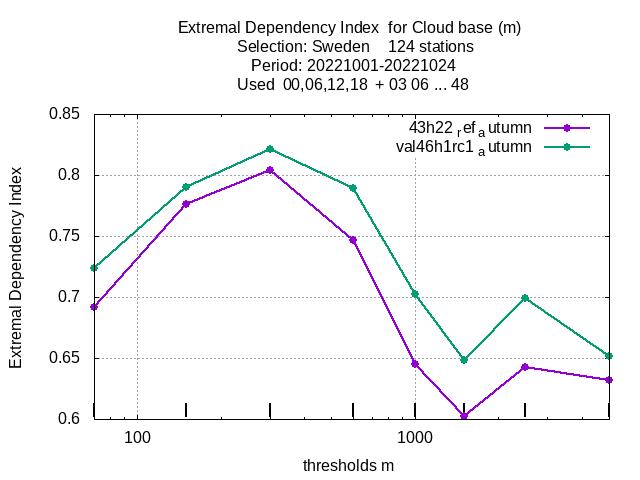 Extremal Dependency Index  for Cloud base (m)
Selection: Sweden    124 stations
Period: 20221001-20221024
Used  00,06,12,18  + 03 06 ... 48
43h22 refautumn
val46h1rc1 autumn
Extremal Dependency Index
0.85
0.8
0.75
0.7
0.65
0.6
100 1000
thresholds m